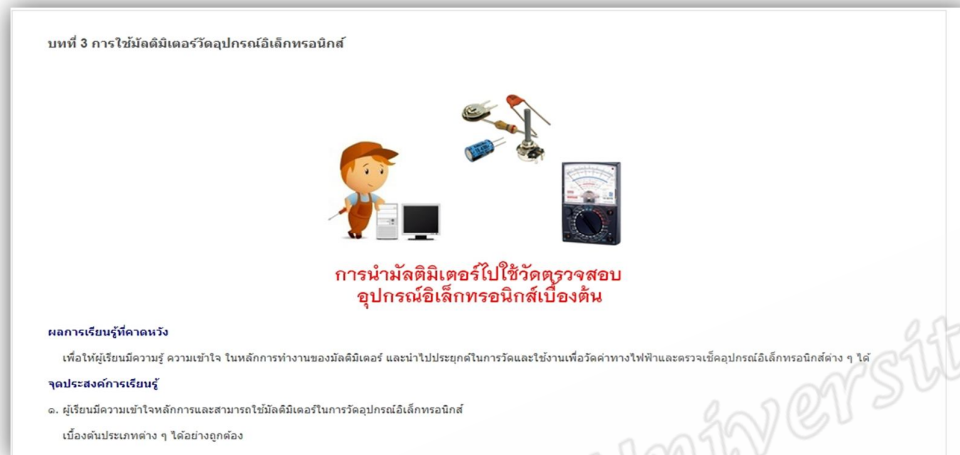 บทที่ 3 การใช้มัลติมิเตอร์วัดอุปกรณ์อิเล็กทรอนิกส์
การนำมัลติมิเตอร์ไปใช้วัดตรวจสอบ
อุปกรณ์อิเล็กทรอนิกส์เบื้องต้น
ผลการเรียนรู้ที่คาดหวัง
เพื่อให้ผู้เรียนมีความรู้ ความเข้าใจ ในหลักการทำงานของมัลติมิเตอร์ และนำไปประยุกต์ในการวัดและใช้งานเพื่อวัดค่าทางไฟฟ้าและตรวจเช็คอุปกรณ์อิเล็กทรอนิกส์ต่าง ๆ ได้
จุดประสงค์การเรียนรู้
๑. ผู้เรียนมีความเข้าใจหลักการและสามารถใช้มัลติมิเตอร์ในการวัดอุปกรณ์อิเล็กทรอนิกส์
เบื้องต้นประเภทต่าง ๆ ได้อย่างถูกต้อง